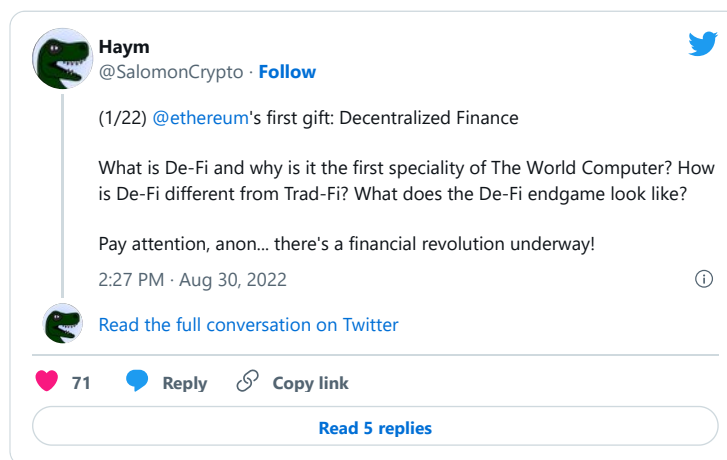 Haym
@SalomonCrypto · Follow
(1/22) @ethereum's first gift: Decentralized Finance
What is De-Fi and why is it the first speciality of The World Computer? How
is De-Fi different from Trad-Fi? What does the De-Fi endgame look like?
Pay attention, anon... there's a financial revolution underway!
2:27 PM · Aug 30, 2022
Read the full conversation on Twitter
71 Reply Copy link
Read 5 replies